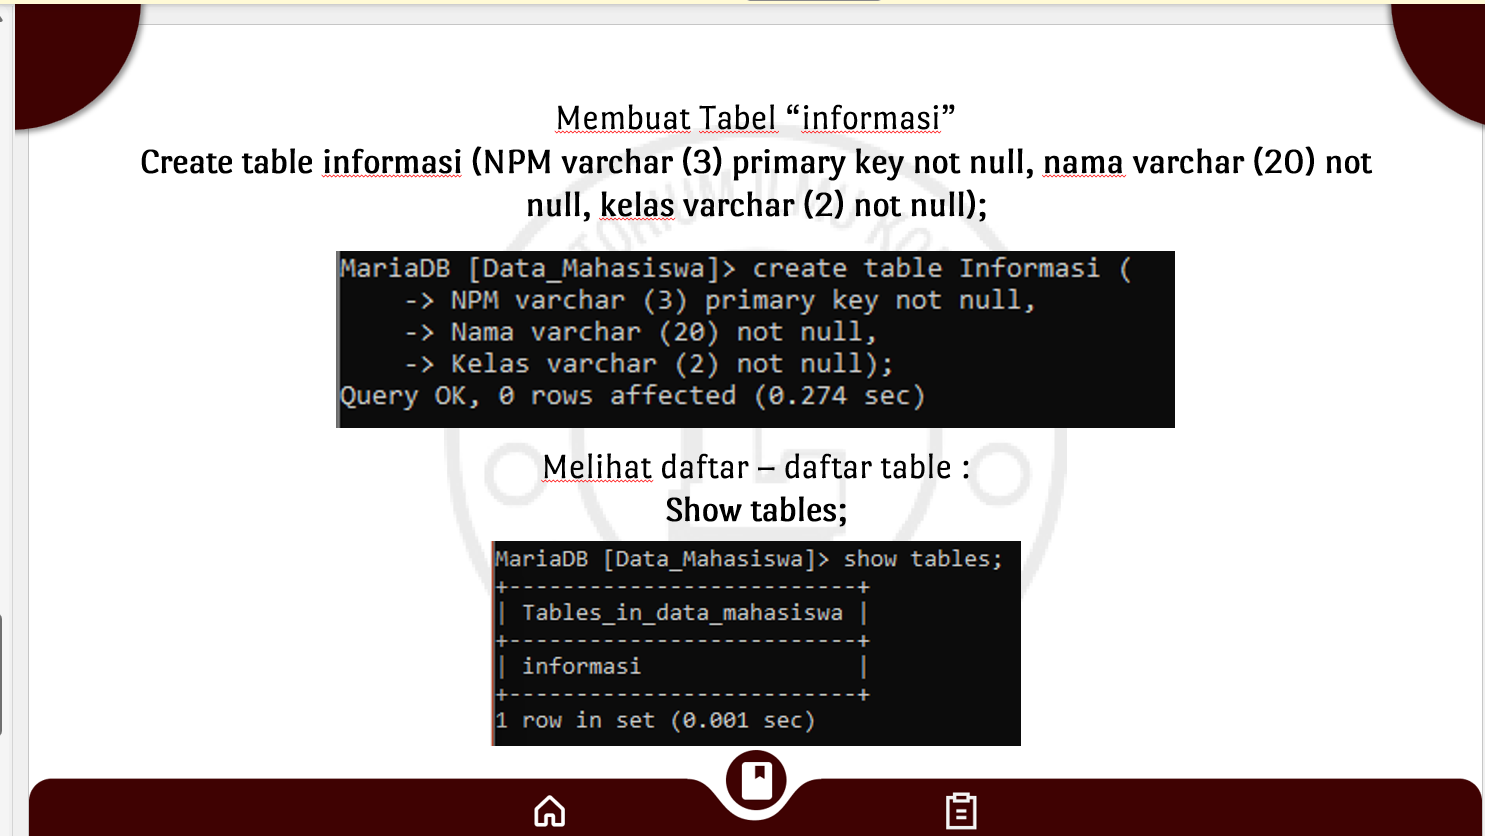 Membuat Tabel “informasi”
Create table informasi (NPM varchar (3) primary key not null, nama varchar (20) not
null, kelas varchar (2) not null);
MariaDB [Data_Mahasiswa]> create table Informasi (
    -> NPM varchar (3) primary key not null,
    -> Nama varchar (20) not null,
    -> Kelas varchar (2) not null);
Query OK, 0 rows affected (0.274 sec)
Melihat daftar – daftar table :
Show tables;
MariaDB [Data_Mahasiswa]> show tables;
+--------------------------+
| Tables_in_data_mahasiswa |
+--------------------------+
| informasi                |
+--------------------------+
1 row in set (0.001 sec)